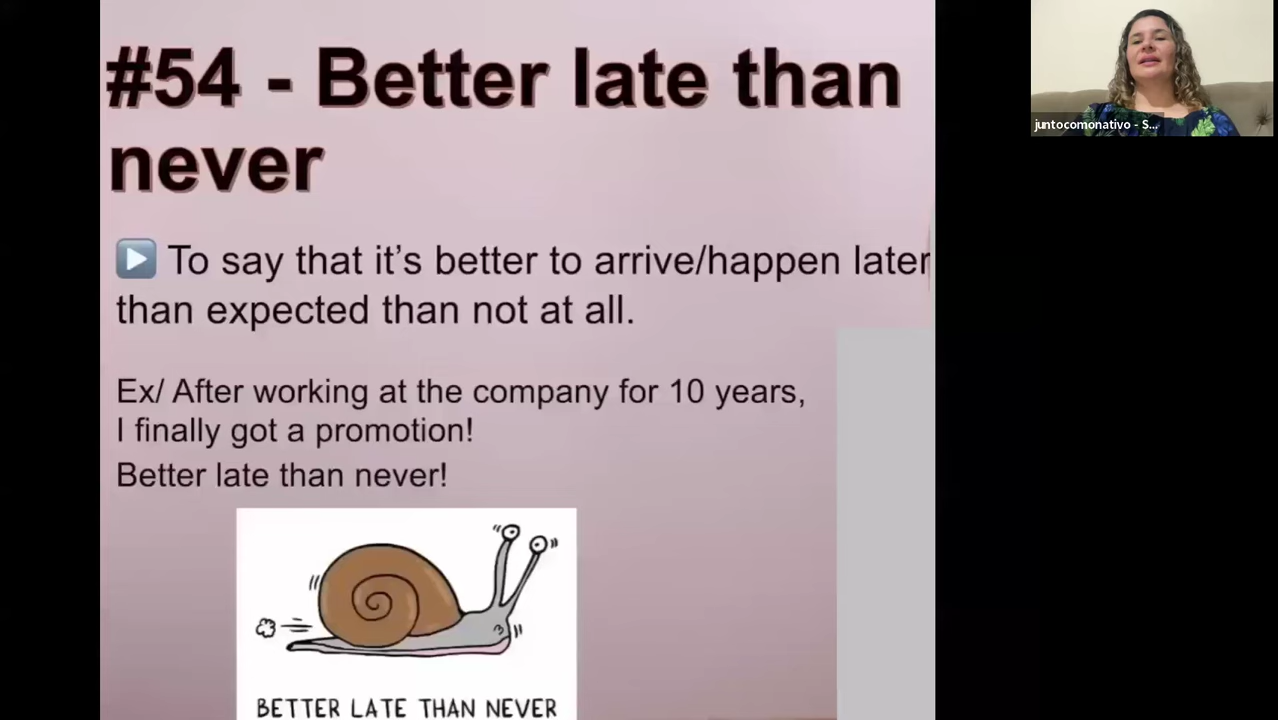 #54 - Better late than
never
To say that it’s better to arrive/happen later
than expected than not at all.
Ex/ After working at the company for 10 years,
I finally got a promotion!
Better late than never!
BETTER LATE THAN NEVER
juntocomonativo - S...